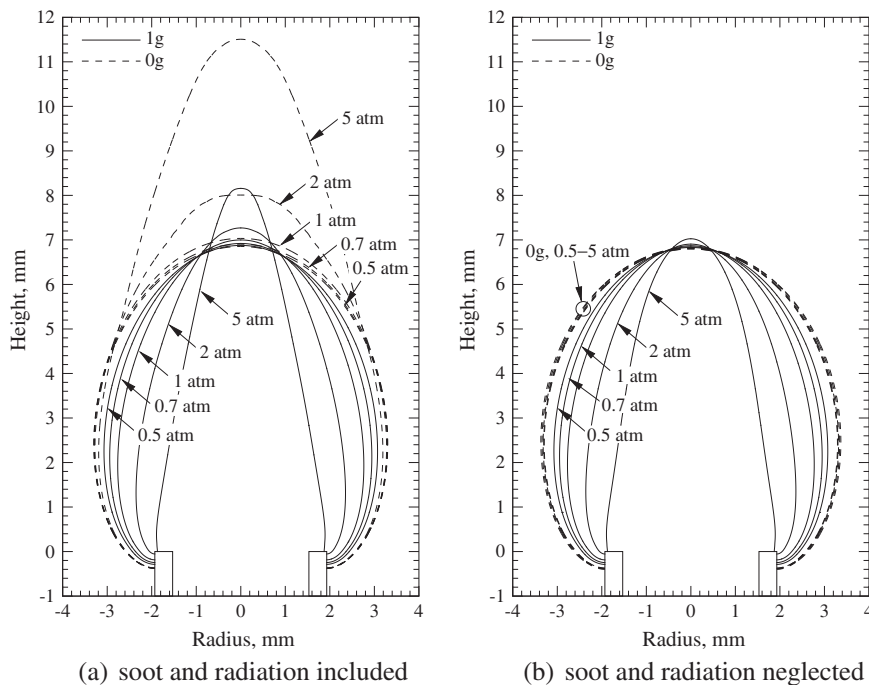 12
11
10
9
8
7
6
5
4
3
2
1
0
-1
Height, mm
1g
0g
5 atm
2 atm
1 atm
0.7 atm
0.5 atm
5 atm
2 atm
1 atm
0.7 atm
0.5 atm
-4 -3 -2 -1 0 1 2 3 4
Radius, mm
(a) soot and radiation included
12
11
10
9
8
7
6
5
4
3
2
1
0
-1
Height, mm
1g
0g
0g, 0.5–5 atm
5 atm
2 atm
1 atm
0.7 atm
0.5 atm
-4 -3 -2 -1 0 1 2 3 4
Radius, mm
(b) soot and radiation neglected